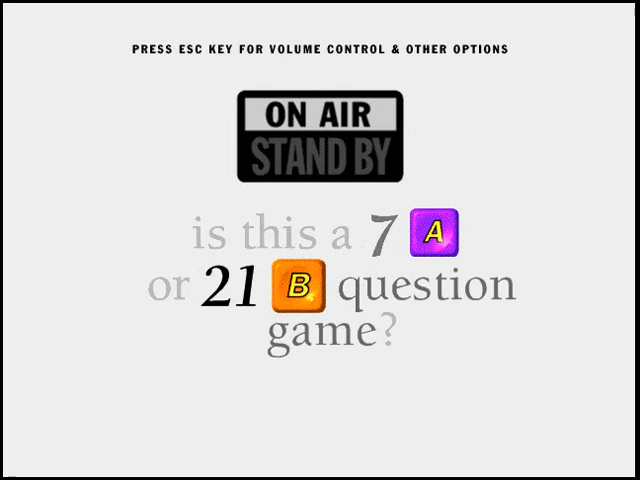 PRESS ESC KEY FOR VOLUME CONTROL & OTHER OPTIONS
ON AIR
STAND BY
is this a 7 A
or 21 B question
game?